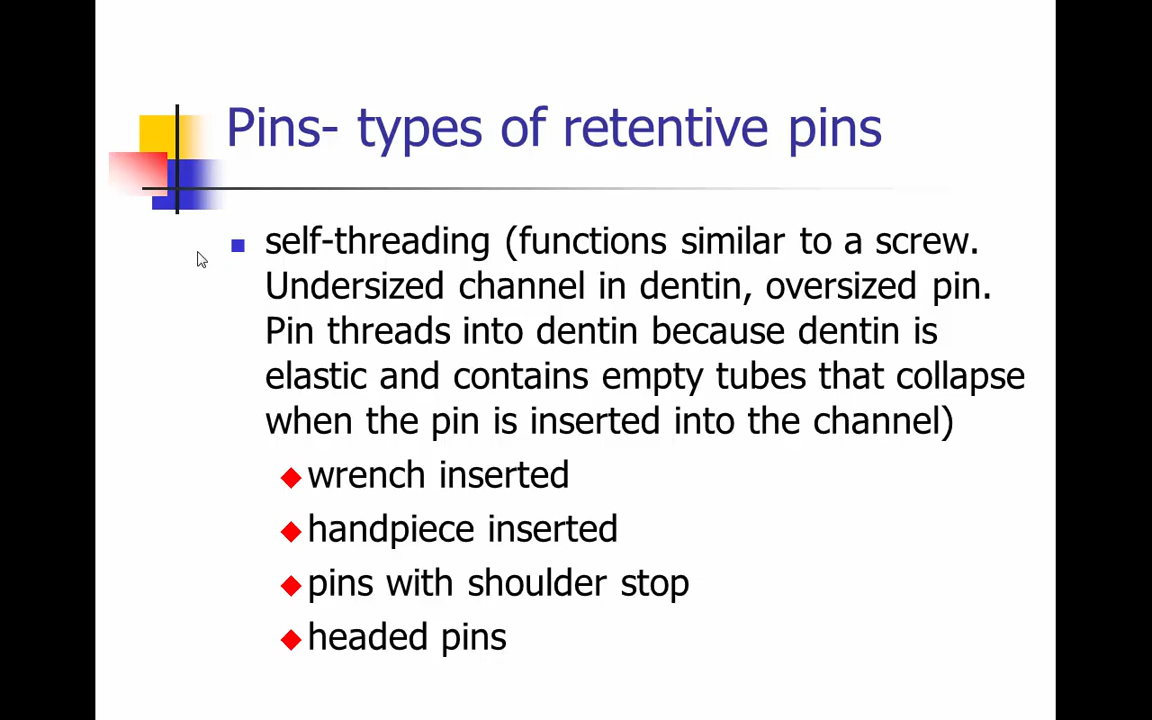 Pins- types of retentive pins
self-threading (functions similar to a screw.
Undersized channel in dentin, oversized pin.
Pin threads into dentin because dentin is
elastic and contains empty tubes that collapse
when the pin is inserted into the channel)
wrench inserted
handpiece inserted
pins with shoulder stop
headed pins